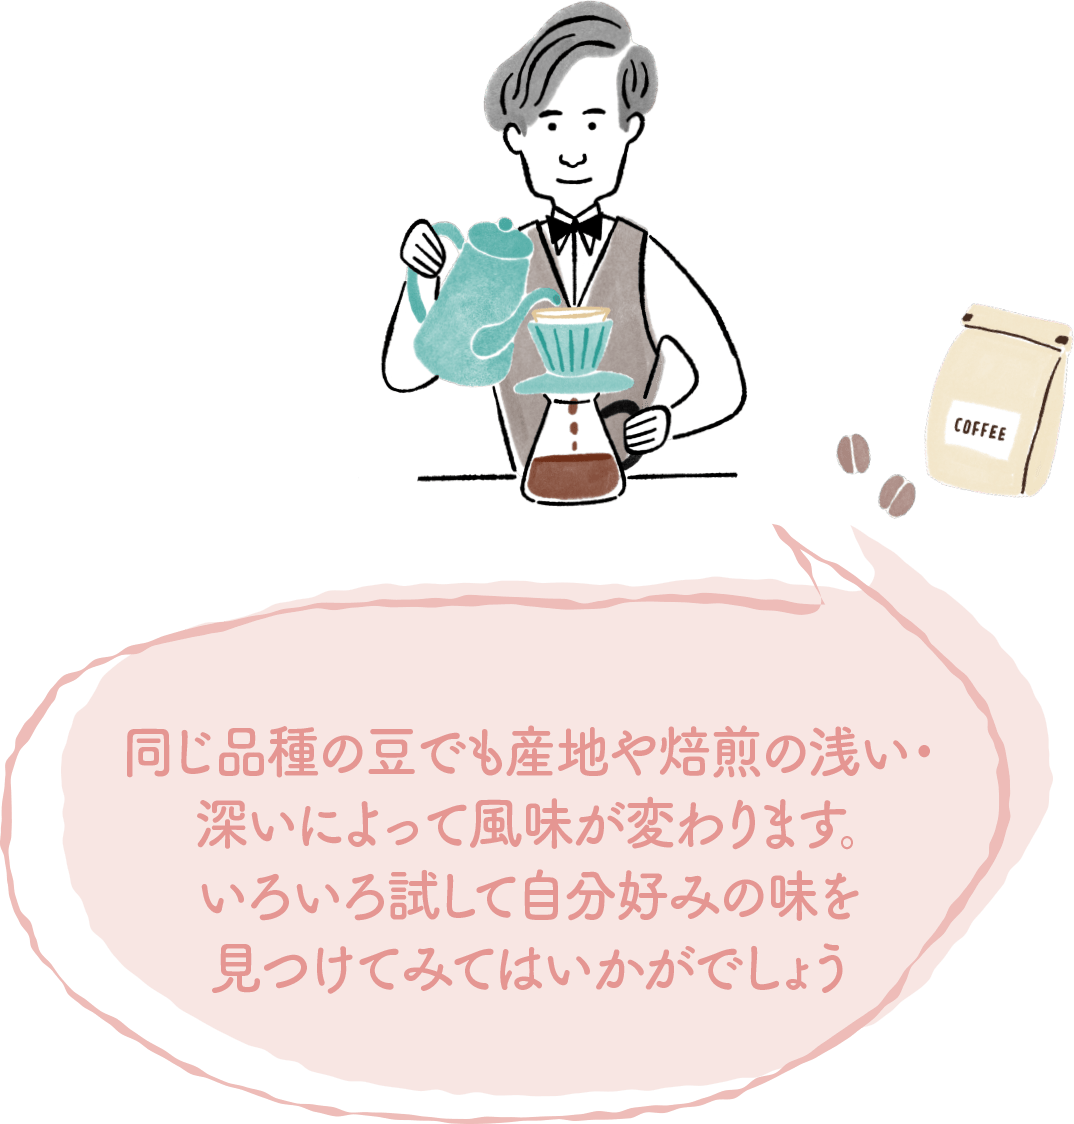 COFFEE
同じ品種の豆でも産地や焙煎の浅い・
深いによって風味が変わります。
いろいろ試して自分好みの味を
見つけてみてはいかがでしょう